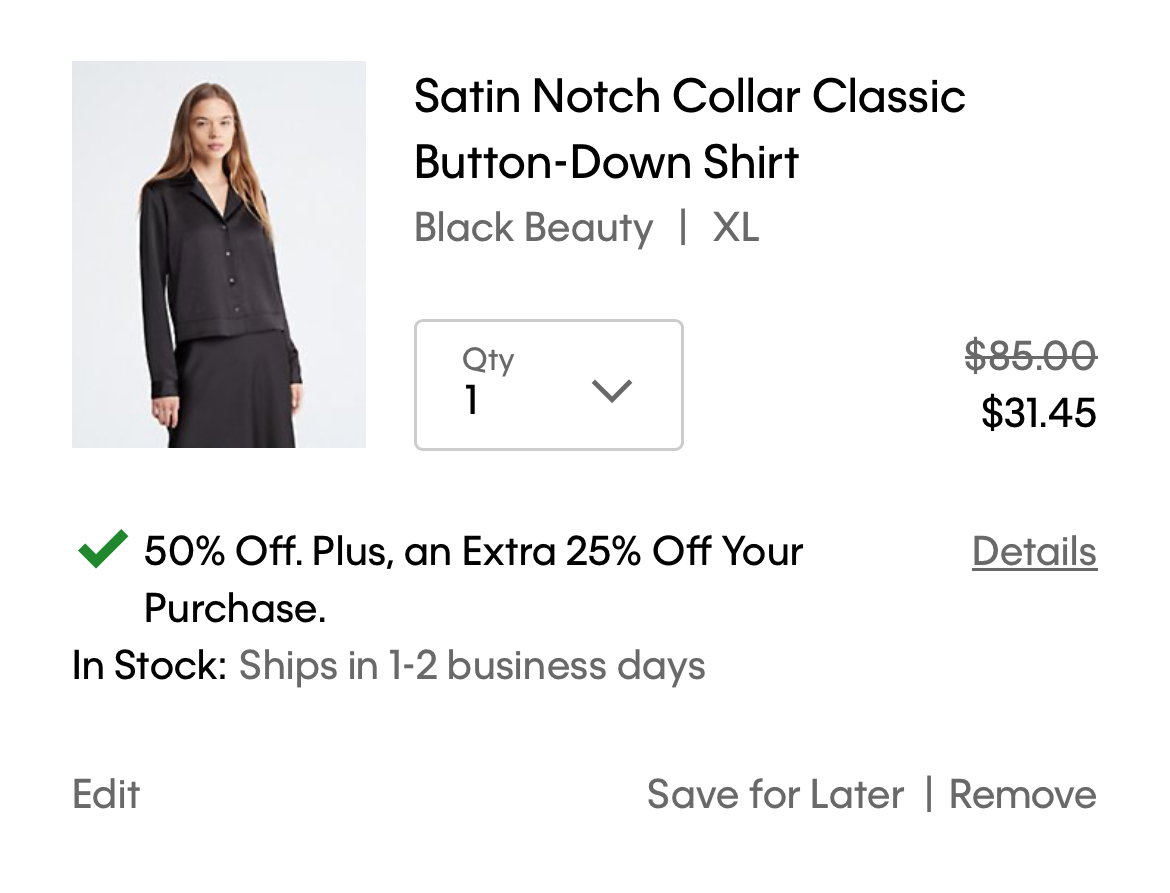 Satin Notch Collar Classic
Button-Down Shirt
Black Beauty | XL
Qty
1
$85.00
$31.45
50% Off. Plus, an Extra 25% Off Your
Purchase.
Details
In Stock: Ships in 1-2 business days
Edit
Save for Later | Remove